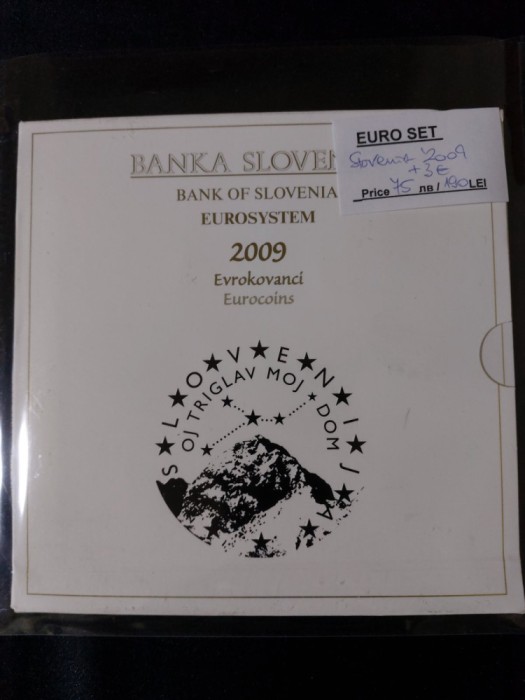 BANKA SLOVEN
BANK OF SLOVENIA
EUROSYSTEM
2009
Evrokovanci
Eurocoins
EURO SET
Slovenia 2009
+3€
Price 75 лв / 190 LEI
SLOVENIJA
OJ TRIGLAV MOJ DOM